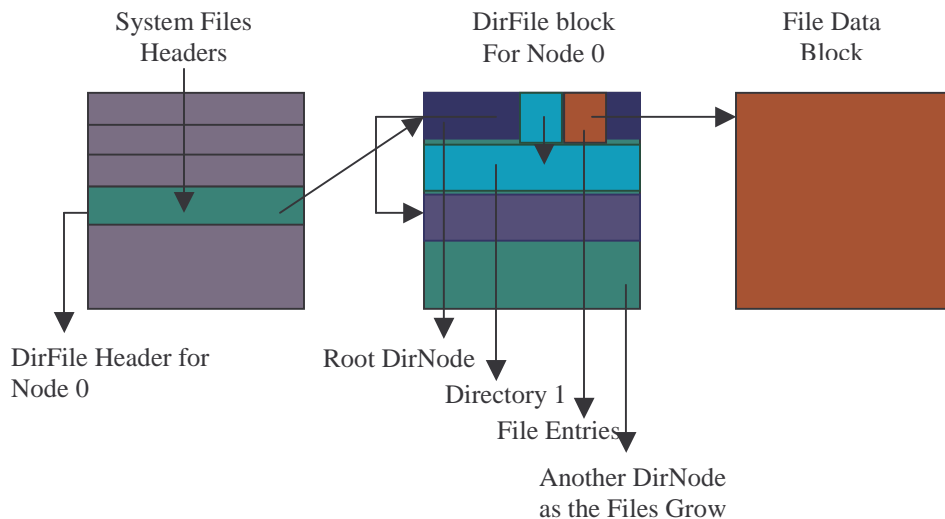 System Files
Headers
DirFile block
For Node 0
File Data
Block
DirFile Header for
Node 0
Root DirNode
Directory 1
File Entries
Another DirNode
as the Files Grow